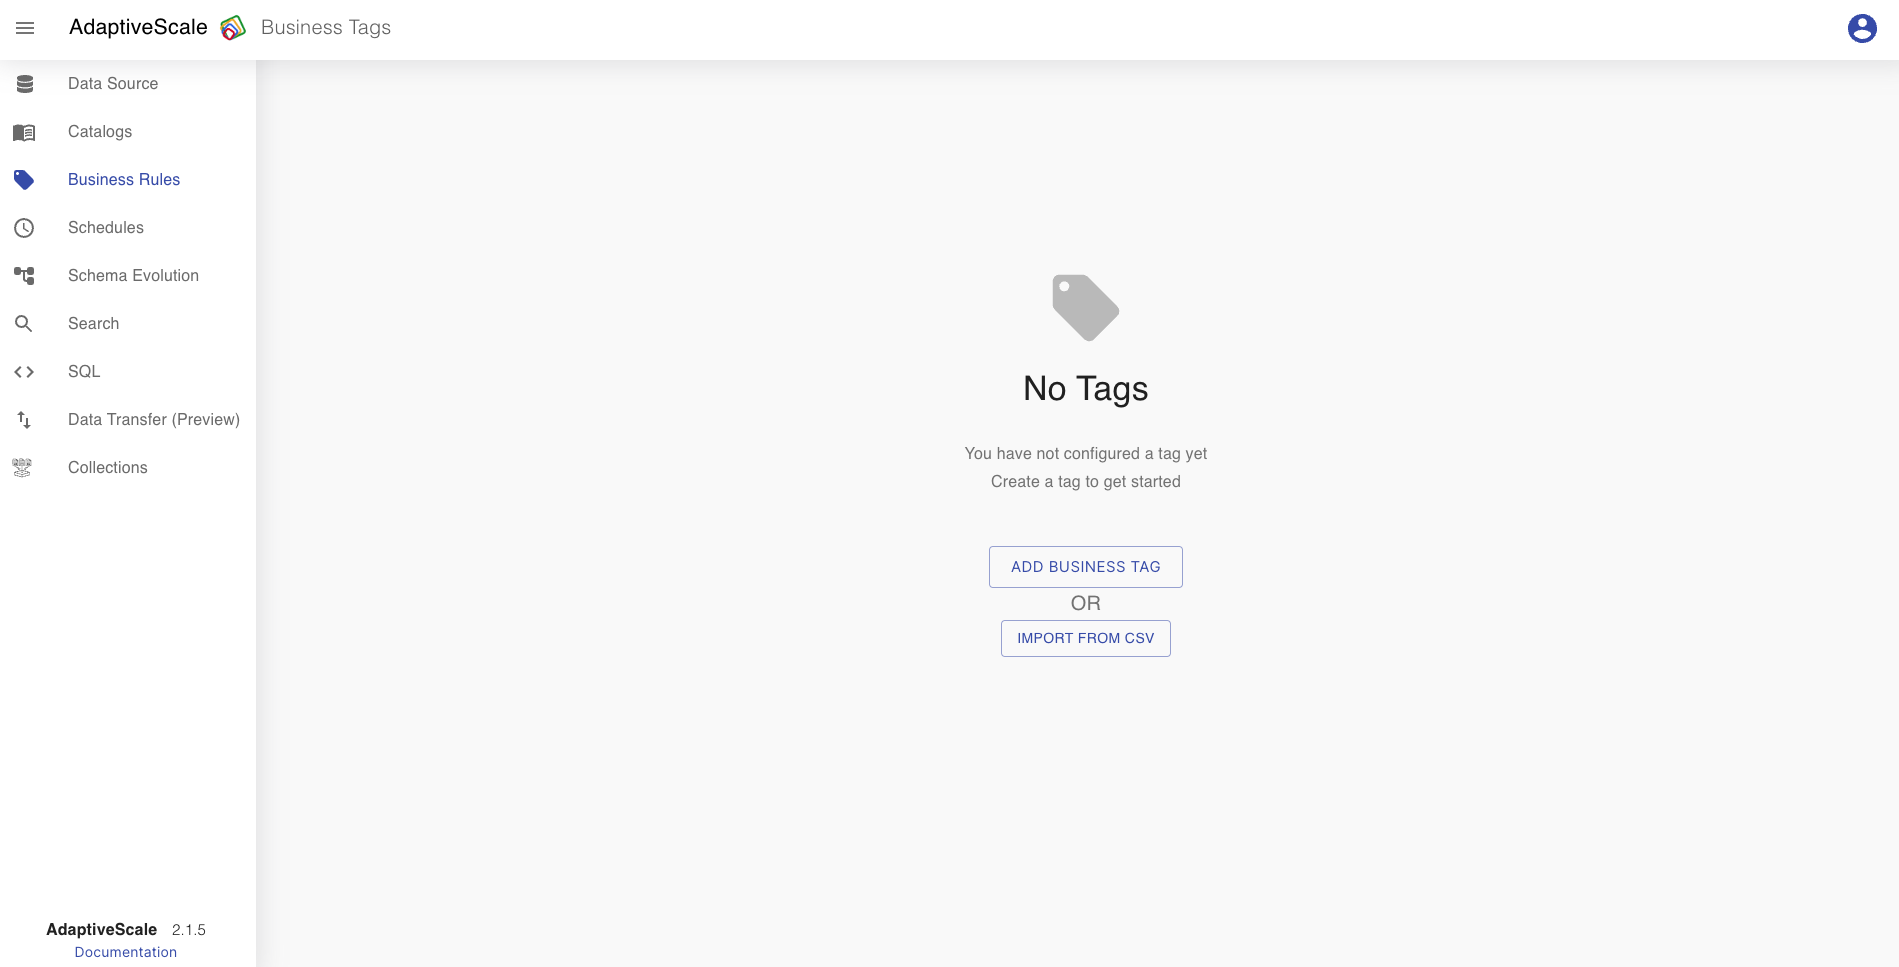 AdaptiveScale Business Tags
Data Source
Catalogs
Business Rules
Schedules
Schema Evolution
Search
SQL
Data Transfer (Preview)
Collections
No Tags
You have not configured a tag yet
Create a tag to get started
ADD BUSINESS TAG
OR
IMPORT FROM CSV
AdaptiveScale 2.1.5
Documentation